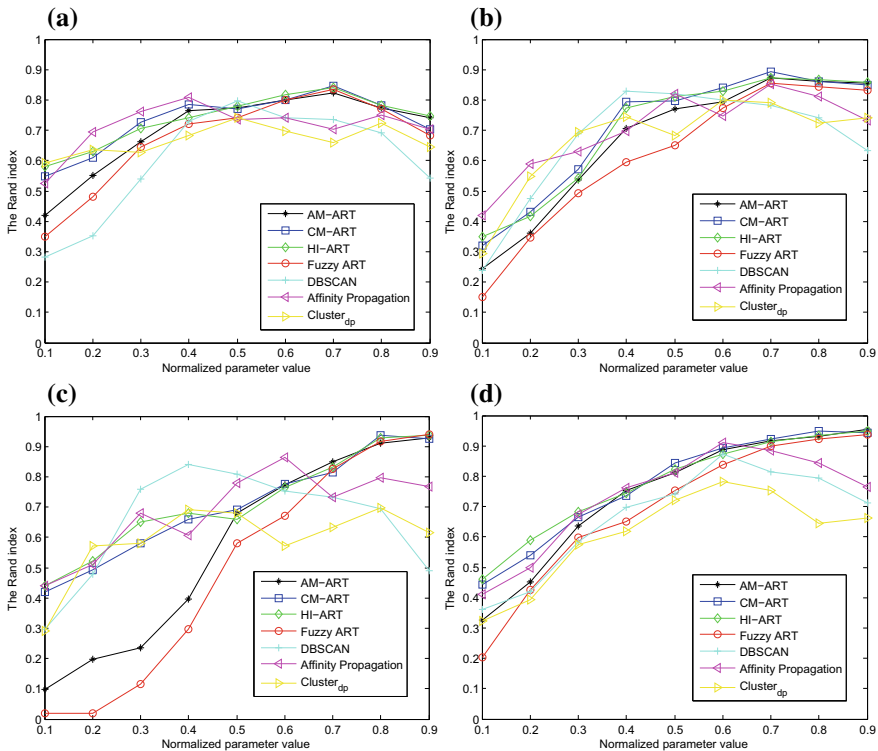 (a)
The Rand index
1
0.9
0.8
0.7
0.6
0.5
0.4
0.3
0.2
0.1
0
0.1 0.2 0.3 0.4 0.5 0.6 0.7 0.8 0.9
Normalized parameter value
AM−ART
CM−ART
HI−ART
Fuzzy ART
DBSCAN
Affinity Propagation
Cluster_dp
(b)
The Rand index
1
0.9
0.8
0.7
0.6
0.5
0.4
0.3
0.2
0.1
0
0.1 0.2 0.3 0.4 0.5 0.6 0.7 0.8 0.9
Normalized parameter value
AM−ART
CM−ART
HI−ART
Fuzzy ART
DBSCAN
Affinity Propagation
Cluster_dp
(c)
The Rand index
1
0.9
0.8
0.7
0.6
0.5
0.4
0.3
0.2
0.1
0
0.1 0.2 0.3 0.4 0.5 0.6 0.7 0.8 0.9
Normalized parameter value
AM−ART
CM−ART
HI−ART
Fuzzy ART
DBSCAN
Affinity Propagation
Cluster_dp
(d)
The Rand index
1
0.9
0.8
0.7
0.6
0.5
0.4
0.3
0.2
0.1
0
0.1 0.2 0.3 0.4 0.5 0.6 0.7 0.8 0.9
Normalized parameter value
AM−ART
CM−ART
HI−ART
Fuzzy ART
DBSCAN
Affinity Propagation
Cluster_dp